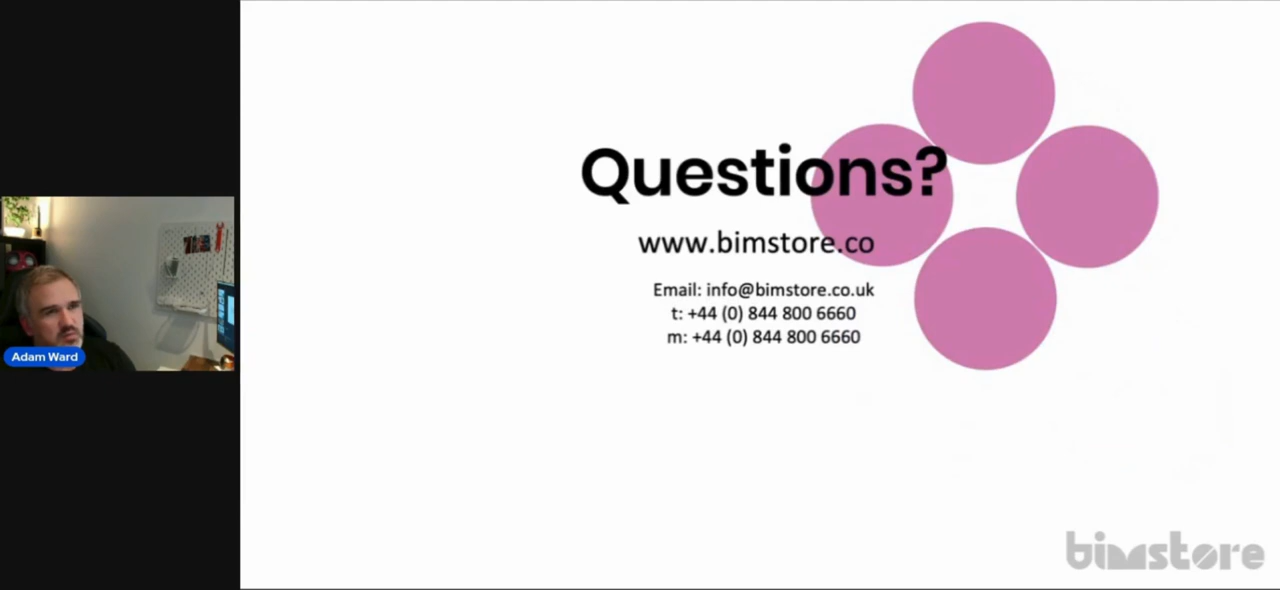 Questions?
www.bimstore.co
Email: info@bimstore.co.uk
t: +44 (0) 844 800 6660
m: +44 (0) 844 800 6660
Adam Ward
bimstore